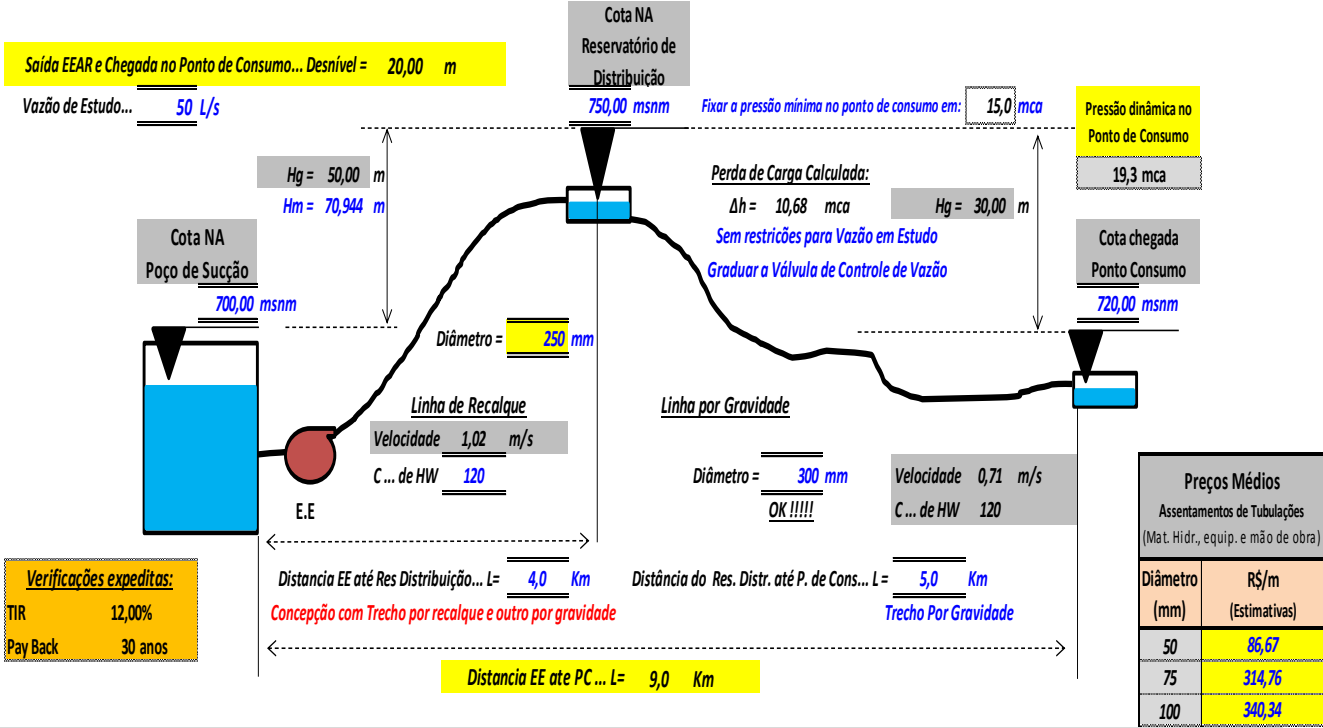 Cota NA
Reservatório de
Distribuição
750,00 msnm
Saída EEAR e Chegada no Ponto de Consumo... Desnível = 20,00 m
Vazão de Estudo... 50 L/s
Fixar a pressão mínima no ponto de consumo em: 15,0 mca
Pressão dinâmica no
Ponto de Consumo
19,3 mca
Hg = 50,00 m
Hm = 70,944 m
Perda de Carga Calculada:
Δh = 10,68 mca
Hg = 30,00 m
Sem restricões para Vazão em Estudo
Graduar a Válvula de Controle de Vazão
Cota NA
Poço de Sucção
700,00 msnm
Cota chegada
Ponto Consumo
720,00 msnm
Diâmetro = 250 mm
Linha de Recalque
Velocidade 1,02 m/s
C ... de HW 120
E.E
Linha por Gravidade
Diâmetro = 300 mm
OK !!!!!
Velocidade 0,71 m/s
C ... de HW 120
Preços Médios
Assentamentos de Tubulações
(Mat. Hidr., equip. e mão de obra)
Diâmetro (mm) R$/m (Estimativas)
50 86,67
75 314,76
100 340,34
Verificações expeditas:
TIR 12,00%
Pay Back 30 anos
Distancia EE até Res Distribuição... L= 4,0 Km
Concepção com Trecho por recalque e outro por gravidade
Distância do Res. Distr. até P. de Cons... L = 5,0 Km
Trecho Por Gravidade
Distancia EE ate PC ... L= 9,0 Km